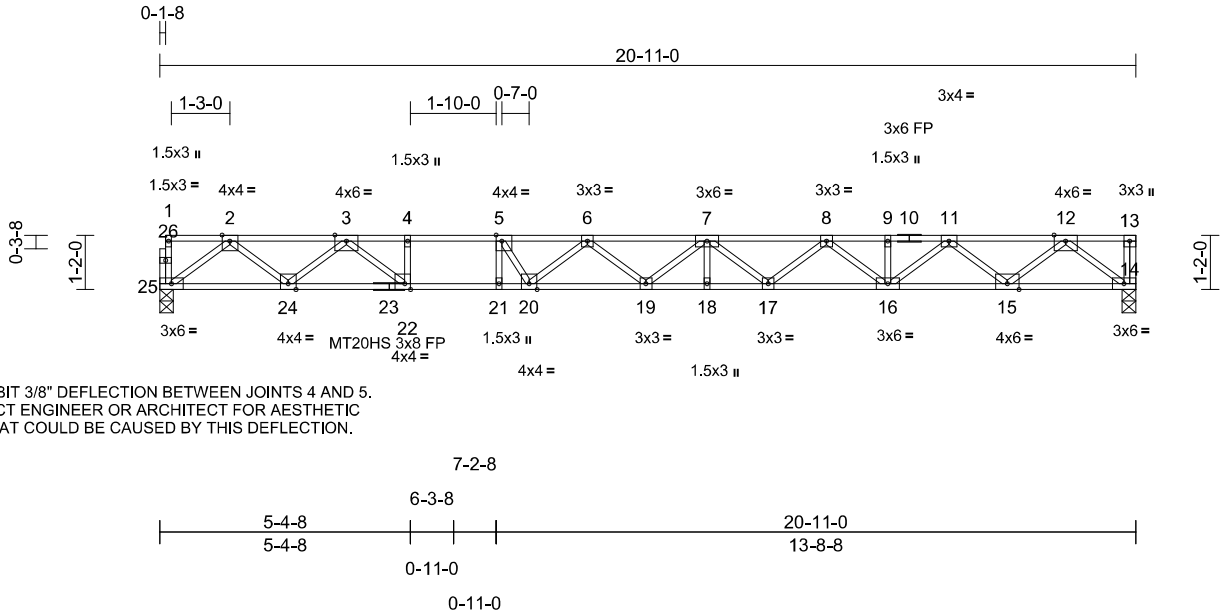 0-1-8
20-11-0
1-3-0
1-10-0
0-7-0
3x4 =
3x6 FP
1.5x3 II
1.5x3 II
1.5x3 II
1.5x3 =
4x4 =
4x6 =
4x4 =
3x3 =
3x6 =
3x3 =
4x6 =
3x3 II
1 2 3 4 5 6 7 8 9 10 11 12 13
26
0-3-8
1-2-0
1-2-0
25
24
23
22
21
20
19
18
17
16
15
14
3x6 =
4x4 =
MT20HS 3x8 FP
4x4 =
1.5x3 II
4x4 =
3x3 =
1.5x3 II
3x3 =
3x6 =
4x6 =
3x6 =
BIT 3/8" DEFLECTION BETWEEN JOINTS 4 AND 5.
CT ENGINEER OR ARCHITECT FOR AESTHETIC
AT COULD BE CAUSED BY THIS DEFLECTION.
7-2-8
6-3-8
5-4-8
20-11-0
5-4-8
13-8-8
0-11-0
0-11-0